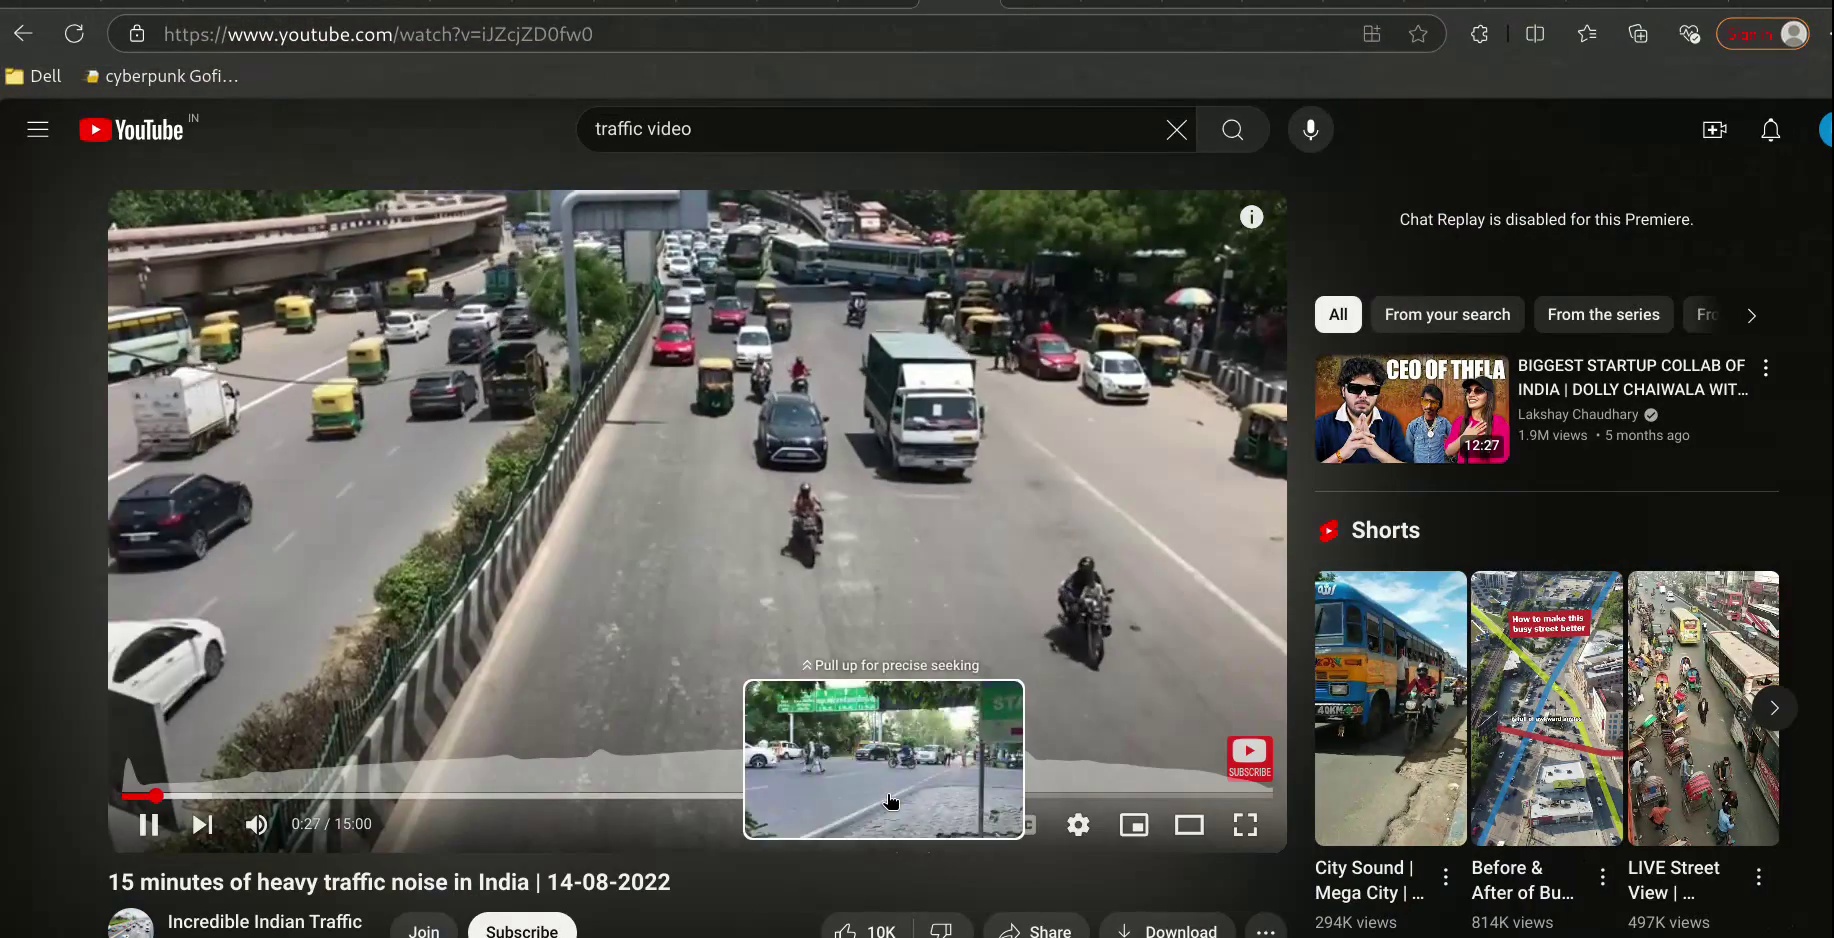 https://www.youtube.com/watch?v=iJZcjZD0fw0
Sign in
Dell
cyberpunk Gofi...
YouTube IN
traffic video
Chat Replay is disabled for this Premiere.
All
From your search
From the series
Fro
CEO OF THELA
12:27
BIGGEST STARTUP COLLAB OF
INDIA | DOLLY CHAIWALA WIT...
Lakshay Chaudhary
1.9M views • 5 months ago
Shorts
How to make this
busy street better
City Sound |
Mega City | ...
294K views
Before &
After of Bu...
814K views
LIVE Street
View | ...
497K views
Pull up for precise seeking
SUBSCRIBE
0:27 / 15:00
15 minutes of heavy traffic noise in India | 14-08-2022
Incredible Indian Traffic
Join
Subscribe
10K
Share
Download